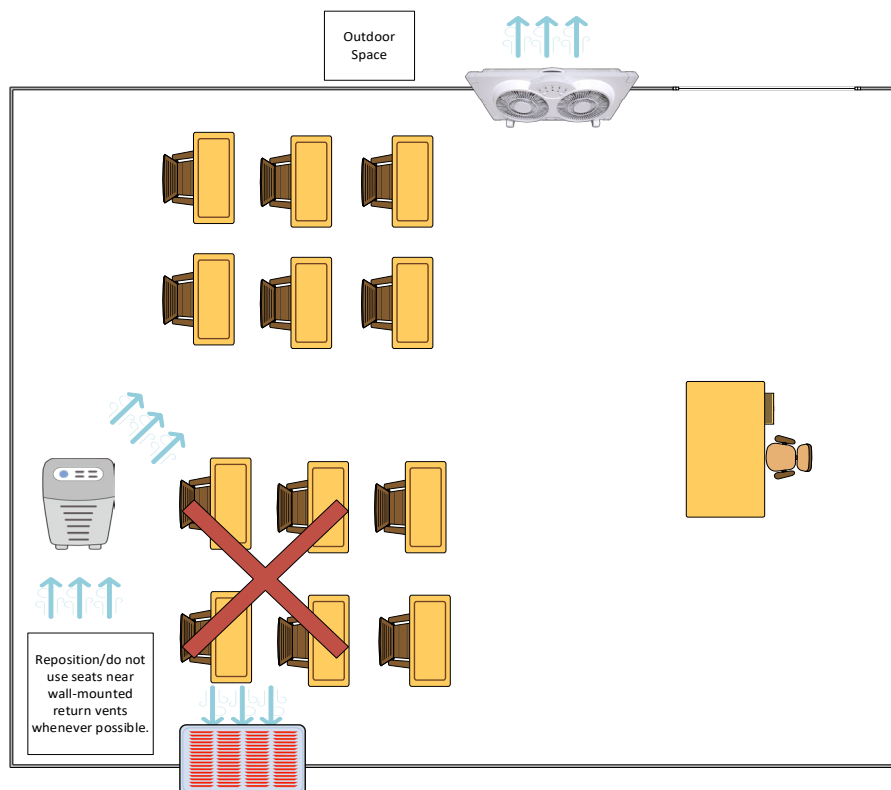 Outdoor
Space
Reposition/do not
use seats near
wall-mounted
return vents
whenever possible.